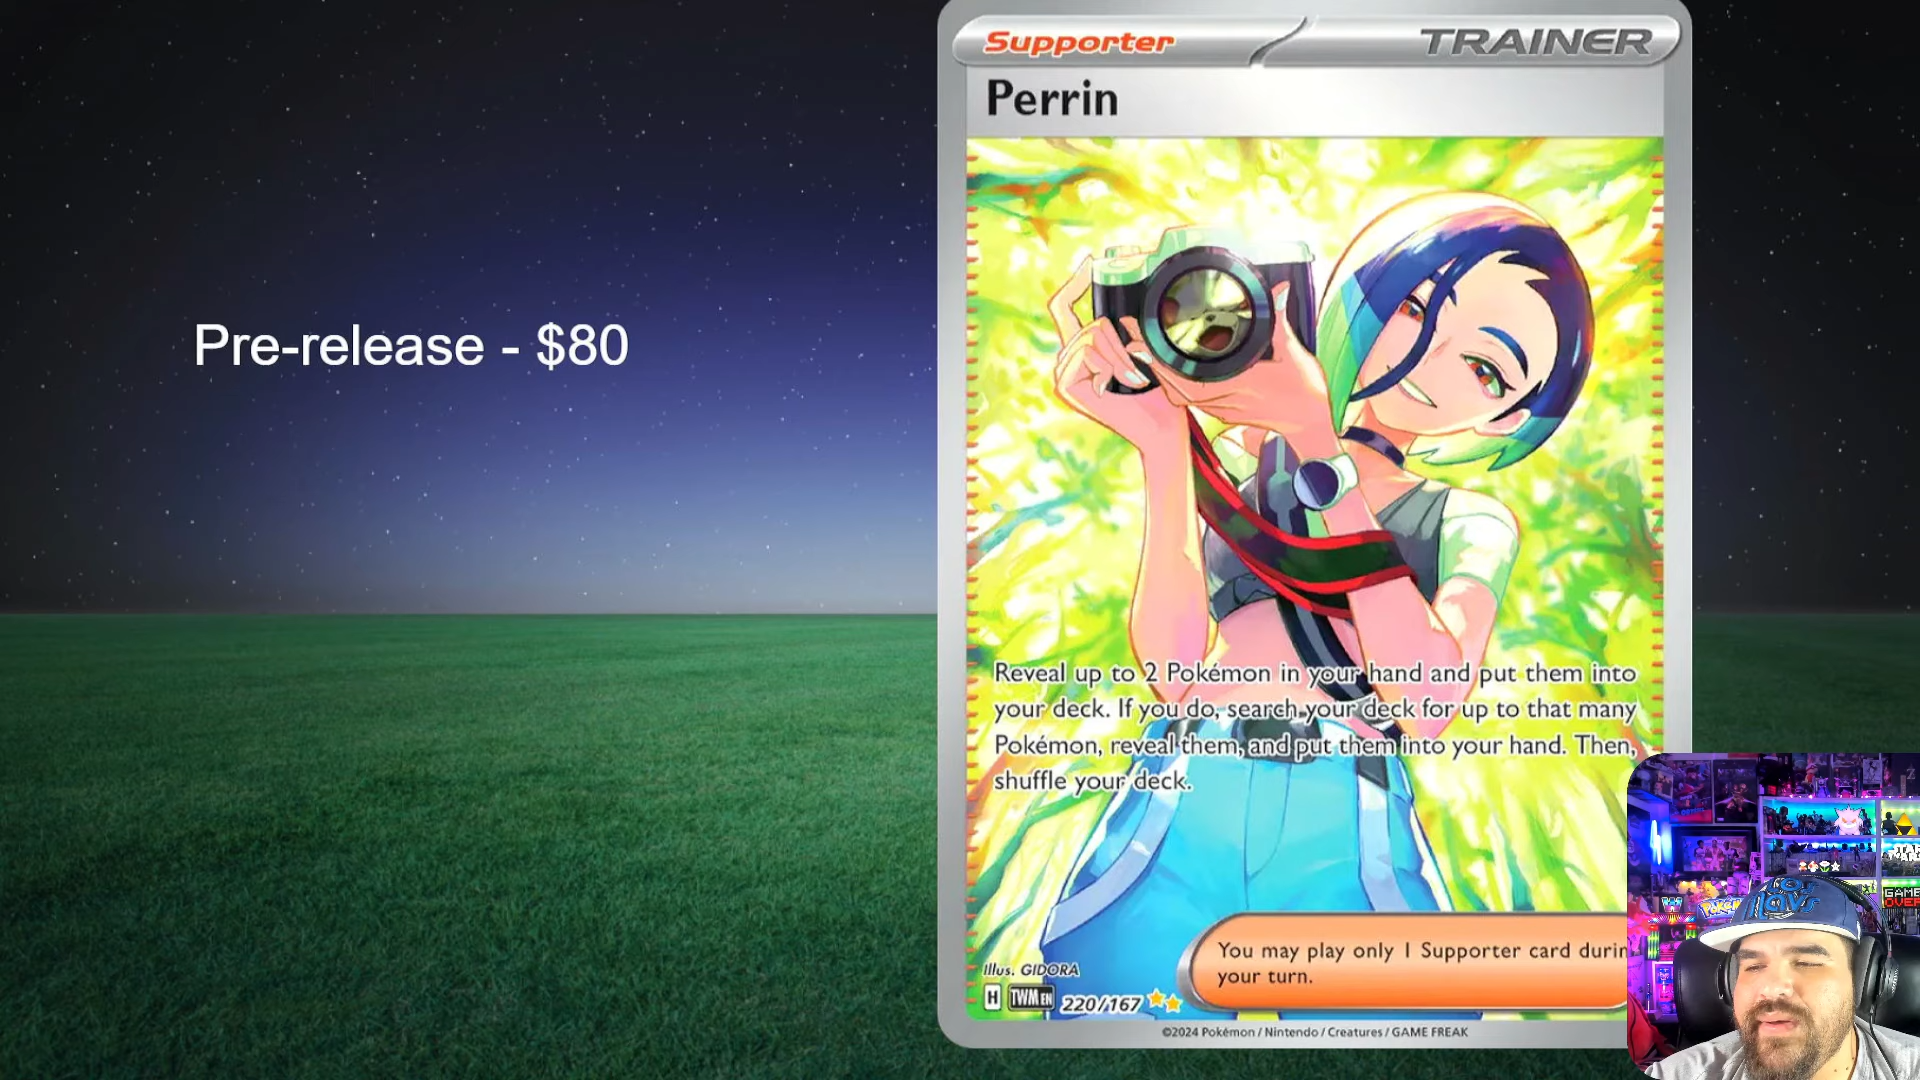 Supporter
TRAINER
Perrin
Pre-release - $80
Reveal up to 2 Pokémon in your hand and put them into
your deck. If you do, search your deck for up to that many
Pokémon, reveal them, and put them into your hand. Then,
shuffle your deck.
You may play only 1 Supporter card durin
your turn.
Illus. GIDORA
H TWM EN 220/167
©2024 Pokémon / Nintendo / Creatures / GAME FREAK
GAME
OVER